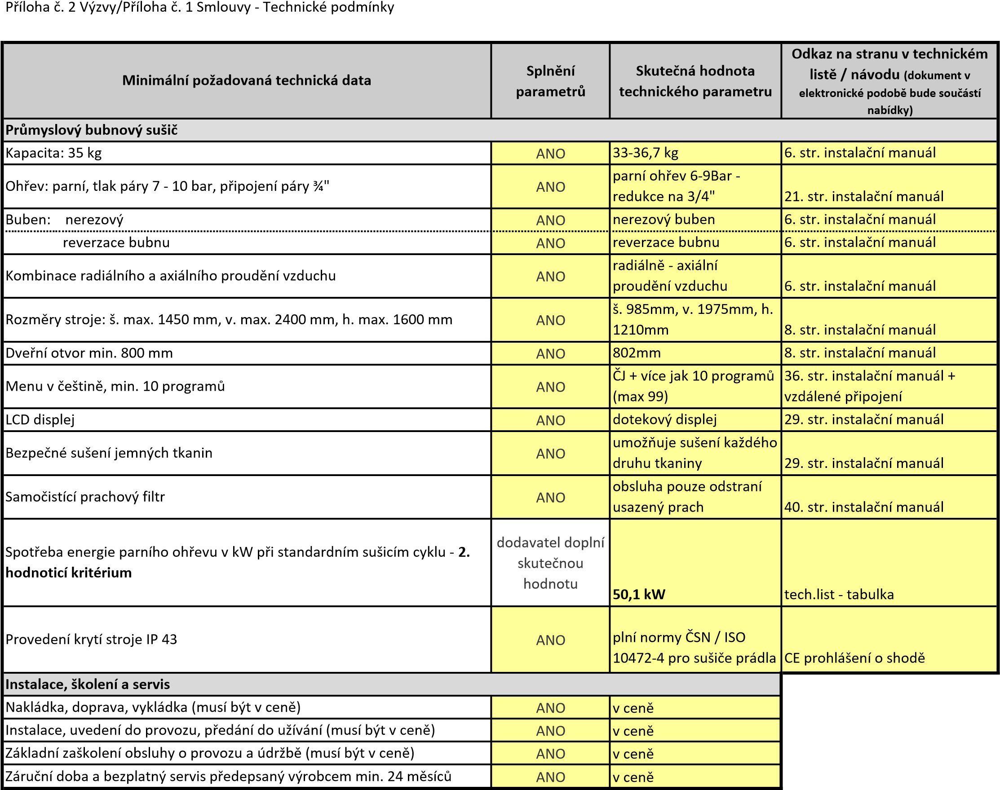 Příloha č. 2 Výzvy/Příloha č. 1 Smlouvy - Technické podmínky
Minimální požadovaná technická data
Splnění
parametrů
Skutečná hodnota
technického parametru
Odkaz na stranu v technickém
listě / návodu (dokument v
elektronické podobě bude součástí
nabídky)
Průmyslový bubnový sušič
Kapacita: 35 kg
ANO
33-36,7 kg
6. str. instalační manuál
Ohřev: parní, tlak páry 7 - 10 bar, připojení páry ¾"
ANO
parní ohřev 6-9Bar -
redukce na 3/4"
21. str. instalační manuál
Buben: nerezový
ANO
nerezový buben
6. str. instalační manuál
reverzace bubnu
ANO
reverzace bubnu
6. str. instalační manuál
Kombinace radiálního a axiálního proudění vzduchu
ANO
radiálně - axiální
proudění vzduchu
6. str. instalační manuál
Rozměry stroje: š. max. 1450 mm, v. max. 2400 mm, h. max. 1600 mm
ANO
š. 985mm, v. 1975mm, h.
1210mm
8. str. instalační manuál
Dveřní otvor min. 800 mm
ANO
802mm
8. str. instalační manuál
Menu v češtině, min. 10 programů
ANO
ČJ + více jak 10 programů
(max 99)
36. str. instalační manuál +
vzdálené připojení
LCD displej
ANO
dotekový displej
29. str. instalační manuál
Bezpečné sušení jemných tkanin
ANO
umožňuje sušení každého
druhu tkaniny
29. str. instalační manuál
Samočistící prachový filtr
ANO
obsluha pouze odstraní
usazený prach
40. str. instalační manuál
Spotřeba energie parního ohřevu v kW při standardním sušicím cyklu - 2.
hodnoticí kritérium
dodavatel doplní
skutečnou
hodnotu
50,1 kW
tech.list - tabulka
Provedení krytí stroje IP 43
ANO
plní normy ČSN / ISO
10472-4 pro sušiče prádla
CE prohlášení o shodě
Instalace, školení a servis
Nakládka, doprava, vykládka (musí být v ceně)
ANO
v ceně
Instalace, uvedení do provozu, předání do užívání (musí být v ceně)
ANO
v ceně
Základní zaškolení obsluhy o provozu a údržbě (musí být v ceně)
ANO
v ceně
Záruční doba a bezplatný servis předepsaný výrobcem min. 24 měsíců
ANO
v ceně